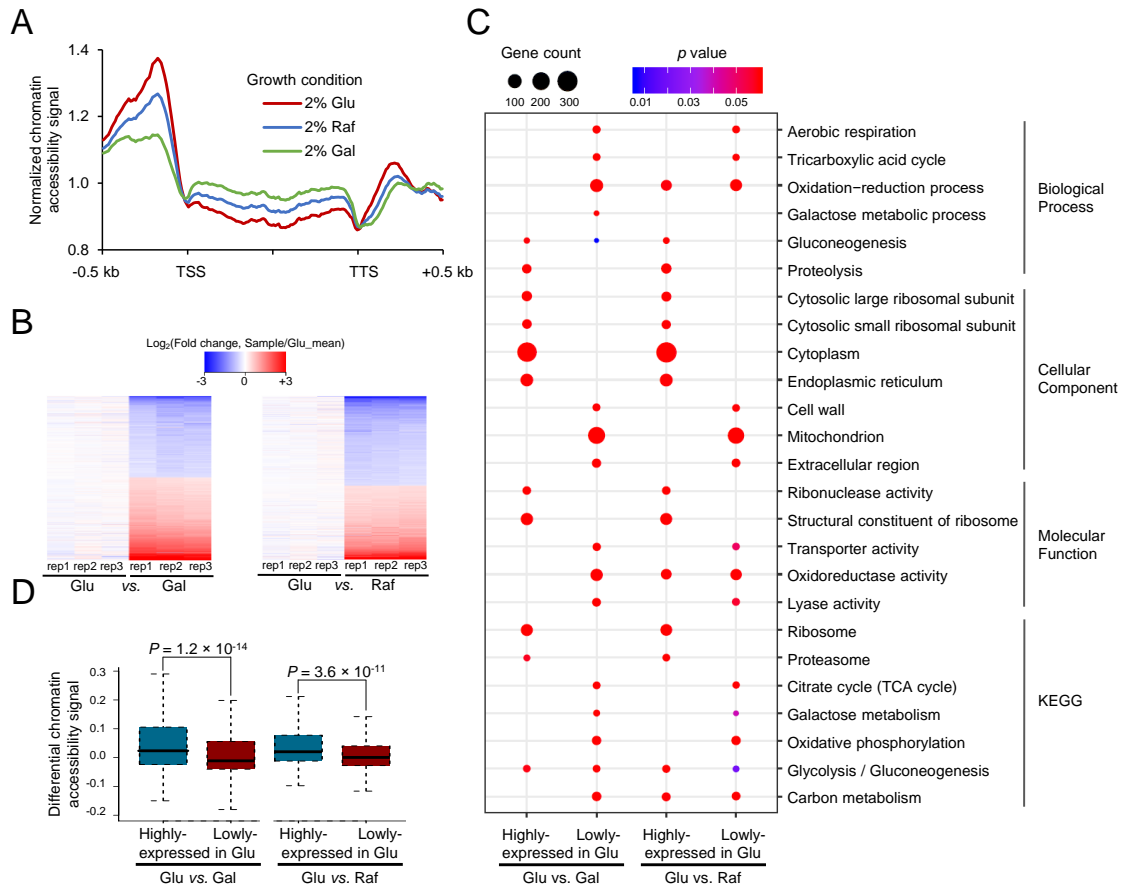 A
Normalized chromatin
accessibility signal
1.4
1.2
1.0
0.8
Growth condition
2% Glu
2% Raf
2% Gal
-0.5 kb
TSS
TTS
+0.5 kb
B
Log2(Fold change, Sample/Glu_mean)
-3
0
+3
rep1 rep2 rep3 rep1 rep2 rep3
Glu vs. Gal
rep1 rep2 rep3 rep1 rep2 rep3
Glu vs. Raf
D
Differential chromatin
accessibility signal
0.3
0.2
0.1
0.0
-0.1
-0.2
P = 1.2 × 10-14
P = 3.6 × 10-11
Highly- Lowly-
expressed in Glu
Glu vs. Gal
Highly- Lowly-
expressed in Glu
Glu vs. Raf
C
Gene count
100 200 300
p value
0.01 0.03 0.05
Aerobic respiration
Tricarboxylic acid cycle
Oxidation−reduction process
Galactose metabolic process
Gluconeogenesis
Proteolysis
Biological
Process
Cytosolic large ribosomal subunit
Cytosolic small ribosomal subunit
Cytoplasm
Endoplasmic reticulum
Cell wall
Mitochondrion
Extracellular region
Cellular
Component
Ribonuclease activity
Structural constituent of ribosome
Transporter activity
Oxidoreductase activity
Lyase activity
Molecular
Function
Ribosome
Proteasome
Citrate cycle (TCA cycle)
Galactose metabolism
Oxidative phosphorylation
Glycolysis / Gluconeogenesis
Carbon metabolism
KEGG
Highly- Lowly-
expressed in Glu
Glu vs. Gal
Highly- Lowly-
expressed in Glu
Glu vs. Raf